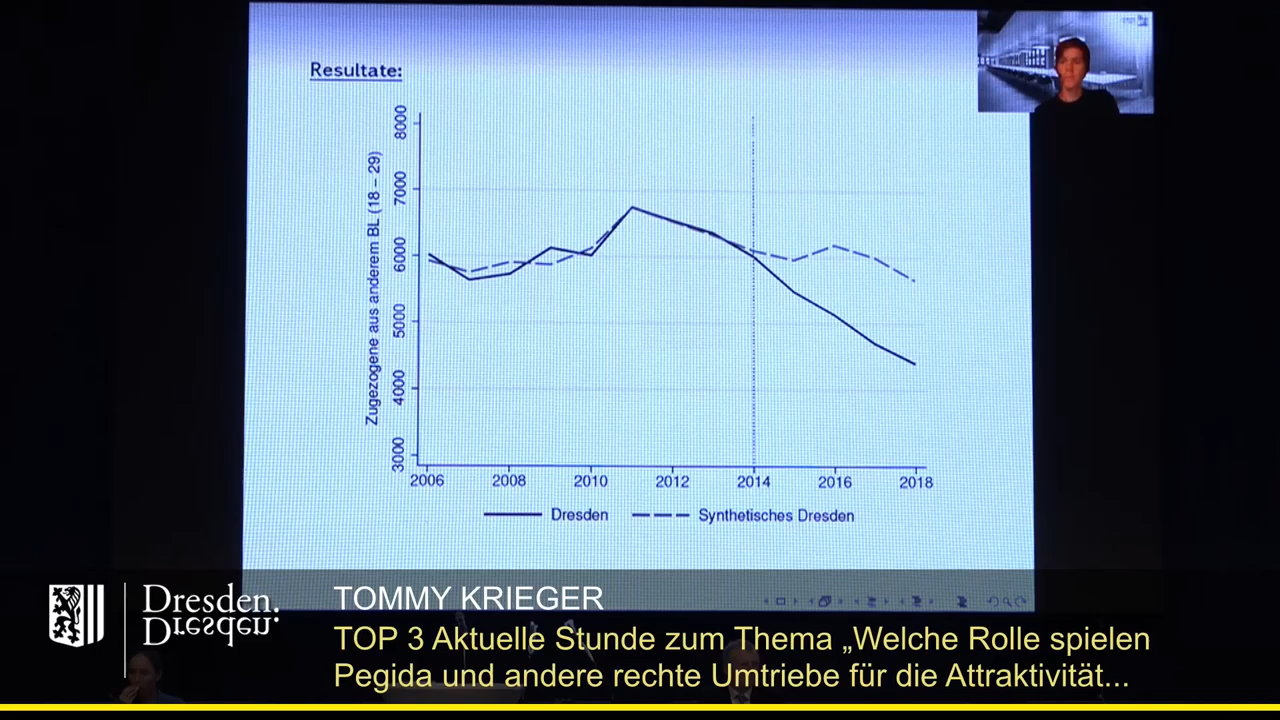 Resultate:
Zugezogene aus anderem BL (18 – 29)
8000
7000
6000
5000
4000
3000
2006 2008 2010 2012 2014 2016 2018
Dresden Synthetisches Dresden
Dresden.
Dresden.
TOMMY KRIEGER
TOP 3 Aktuelle Stunde zum Thema „Welche Rolle spielen
Pegida und andere rechte Umtriebe für die Attraktivität...